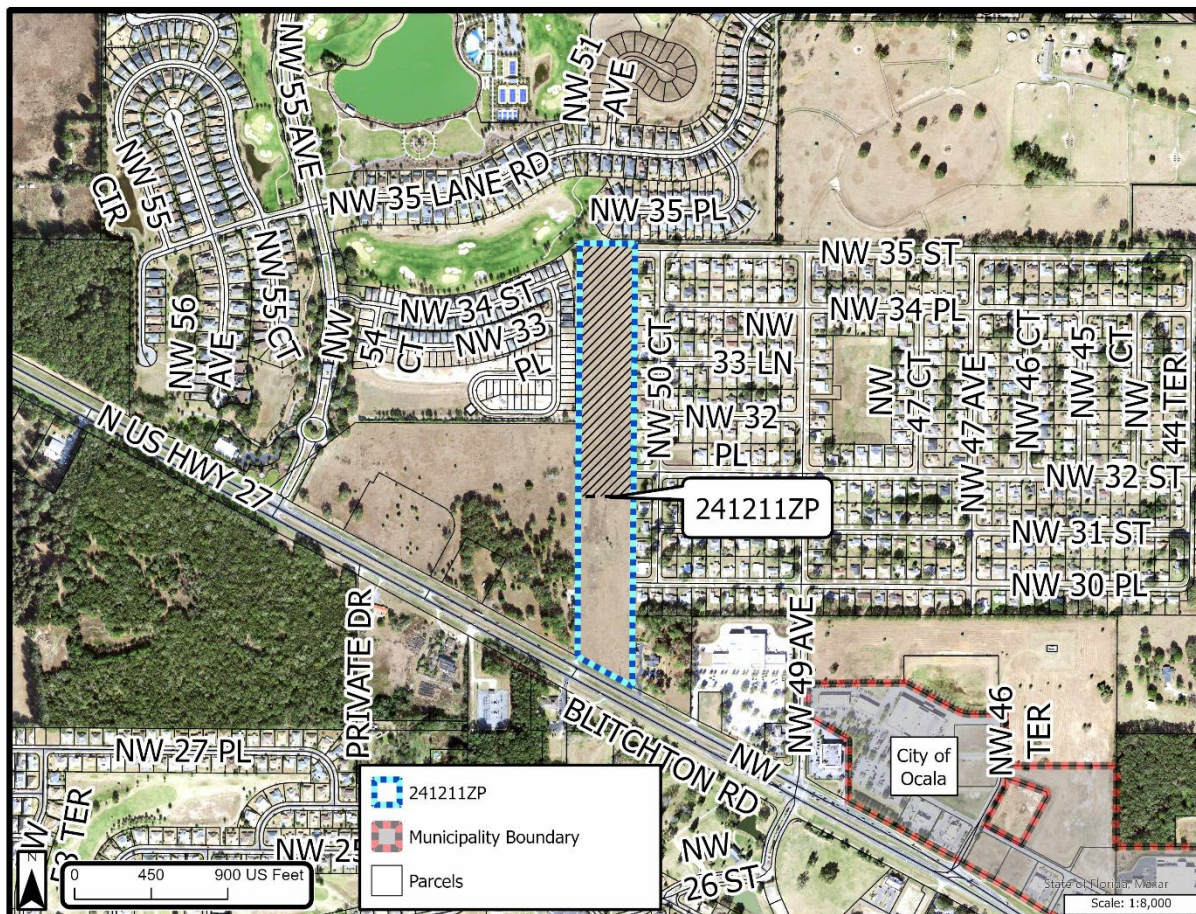 NW 55 AVE
NW 51
AVE
NW 35 LANE RD
NW 35 PL
NW 55
CIR
NW 56
AVE
NW 55 CT
NW
54
CT
NW 34 ST
NW 33
PL
NW 35 ST
NW 34 PL
NW
33 LN
NW 50 CT
NW 32
PL
NW
47 CT
NW 47 AVE
NW 46 CT
NW 45
CT
NW
44 TER
NW 32 ST
NW 31 ST
NW 30 PL
241211ZP
N US HWY 27
PRIVATE DR
BLITCHTON RD
NW
NW 49 AVE
NW 46
TER
City of
Ocala
NW 27 PL
NW
53 TER
NW 25
NW
26 ST
241211ZP
Municipality Boundary
Parcels
N
0 450 900 US Feet
State of Florida, Maxar
Scale: 1:8,000